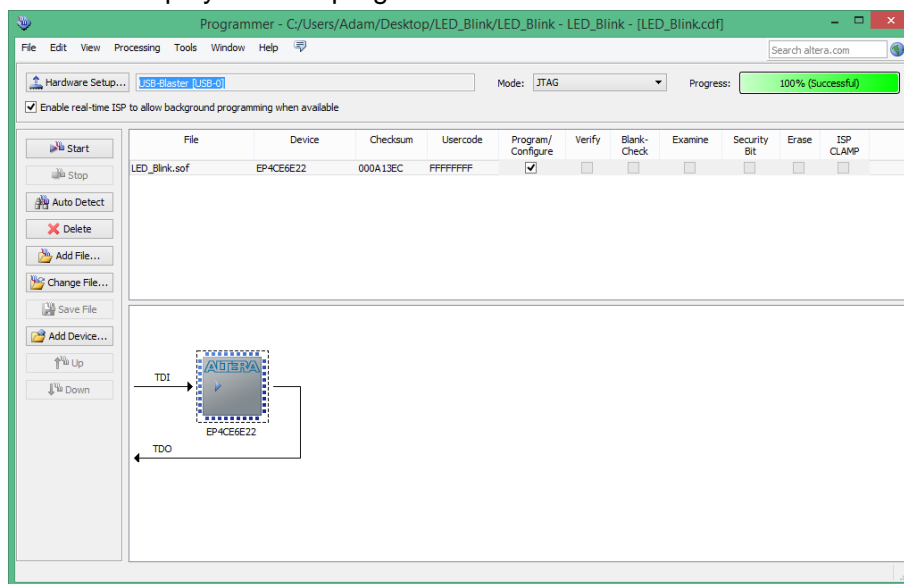 Programmer - C:/Users/Adam/Desktop/LED_Blink/LED_Blink - LED_Blink - [LED_Blink.cdf]
File Edit View Processing Tools Window Help
Search altera.com
Hardware Setup... USB-Blaster [USB-0] Mode: JTAG Progress: 100% (Successful)
Enable real-time ISP to allow background programming when available
Start
Stop
Auto Detect
Delete
Add File...
Change File...
Save File
Add Device...
Up
Down
File Device Checksum Usercode Program/ Configure Verify Blank- Check Examine Security Bit Erase ISP CLAMP
LED_Blink.sof EP4CE6E22 000A13EC FFFFFFFF
ALTERA
TDI
EP4CE6E22
TDO